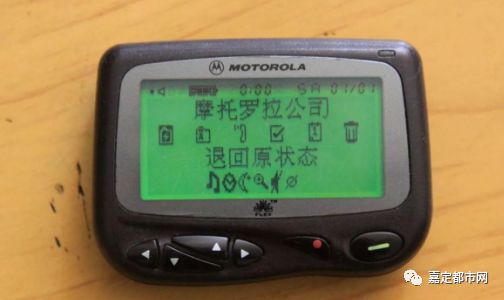 MOTOROLA
0:00 SA 01/01
摩托罗拉公司
退回原状态
FLEX™
嘉定都市网